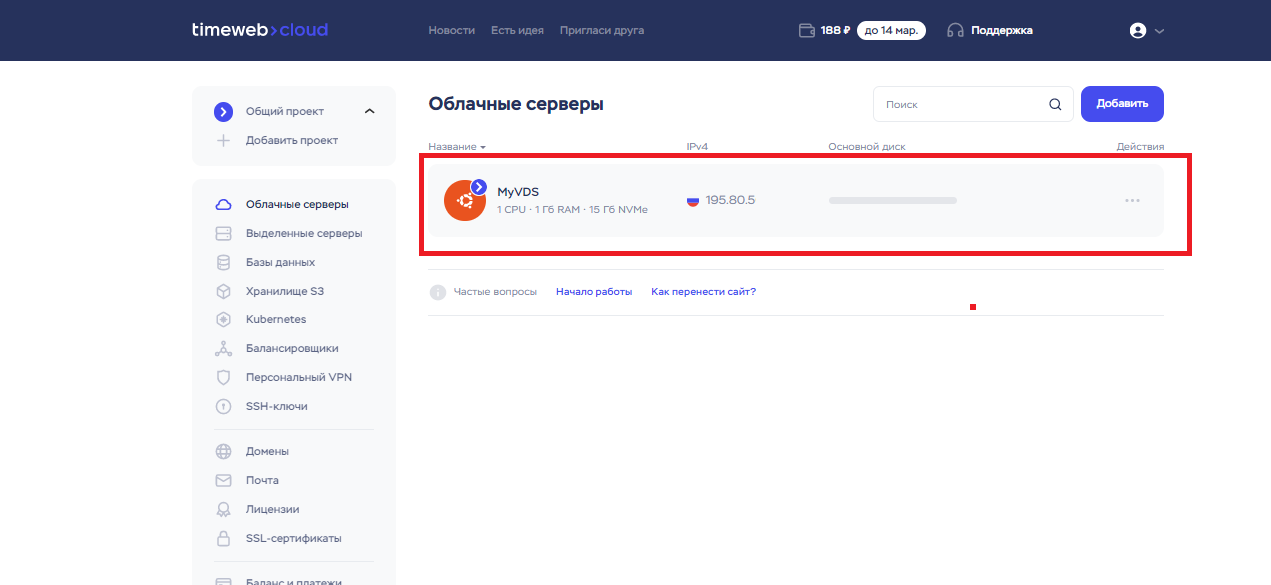 timeweb>cloud
Новости Есть идея Пригласи друга
188 ₽ до 14 мар. Поддержка
Общий проект
Добавить проект
Облачные серверы
Выделенные серверы
Базы данных
Хранилище S3
Kubernetes
Балансировщики
Персональный VPN
SSH-ключи
Домены
Почта
Лицензии
SSL-сертификаты
Баланс и платежи
Облачные серверы
Поиск
Добавить
Название IPv4 Основной диск Действия
MyVDS
1 CPU · 1 Гб RAM · 15 Гб NVMe
195.80.5
Частые вопросы Начало работы Как перенести сайт?